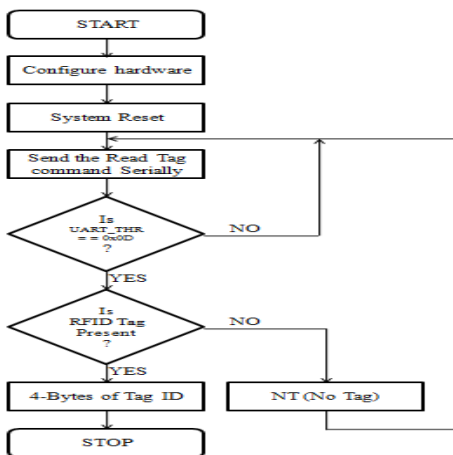 START
Configure hardware
System Reset
Send the Read Tag
command Serially
Is
UART_THR
== 0x0D
?
NO
YES
Is
RFID Tag
Present
?
NO
YES
4-Bytes of Tag ID
NT (No Tag)
STOP